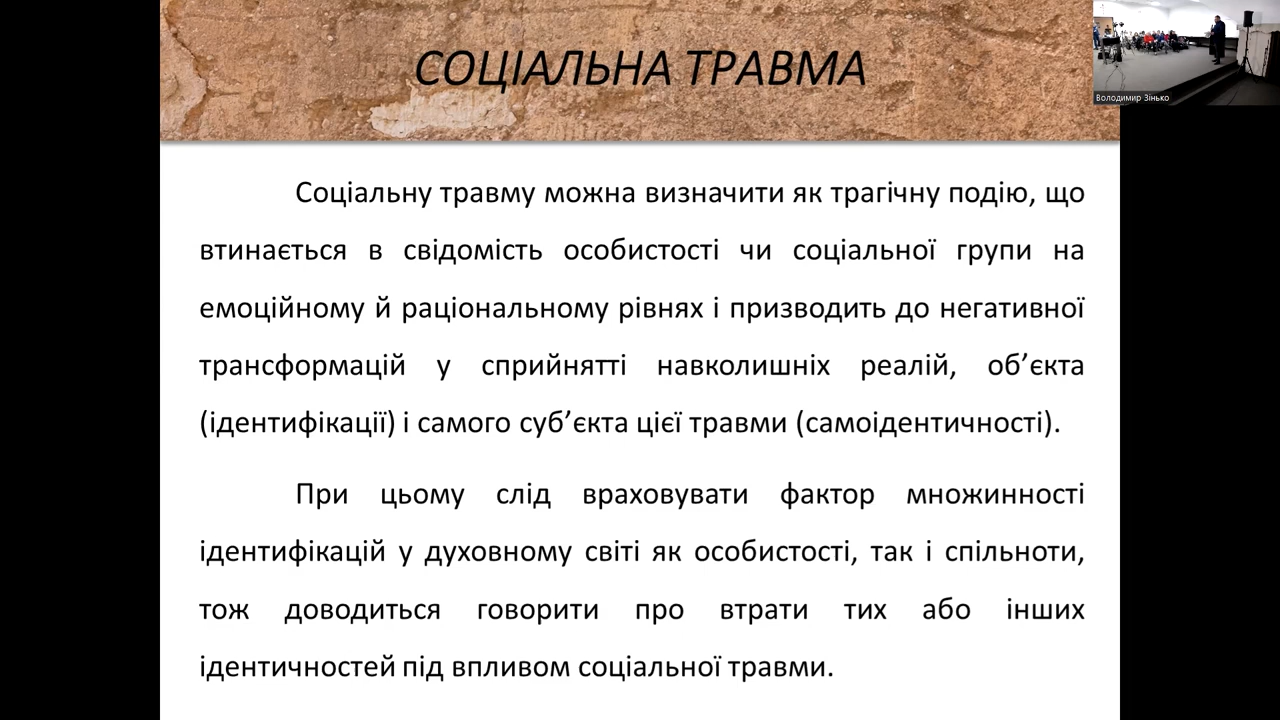 СОЦІАЛЬНА ТРАВМА
Володимир Зінько
Соціальну травму можна визначити як трагічну подію, що
втинається в свідомість особистості чи соціальної групи на
емоційному й раціональному рівнях і призводить до негативної
трансформацій у сприйнятті навколишніх реалій, об’єкта
(ідентифікації) і самого суб’єкта цієї травми (самоідентичності).
При цьому слід враховувати фактор множинності
ідентифікацій у духовному світі як особистості, так і спільноти,
тож доводиться говорити про втрати тих або інших
ідентичностей під впливом соціальної травми.